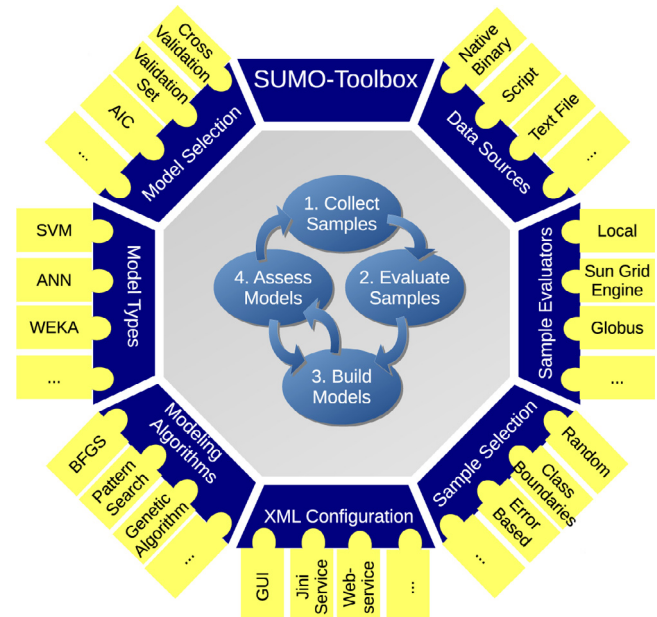 SUMO-Toolbox
Native
Binary
Script
Text File
...
Data Sources
Local
Sun Grid
Engine
Globus
...
Sample Evaluators
Random
Class
Boundaries
Error
Based
...
Sample Selection
XML Configuration
GUI
Jini
Service
Web-
service
...
Modeling
Algorithms
BFGS
Pattern
Search
Genetic
Algorithm
...
Model Types
SVM
ANN
WEKA
...
Model Selection
Cross
Validation
Validation
Set
AIC
...
1. Collect
Samples
2. Evaluate
Samples
3. Build
Models
4. Assess
Models